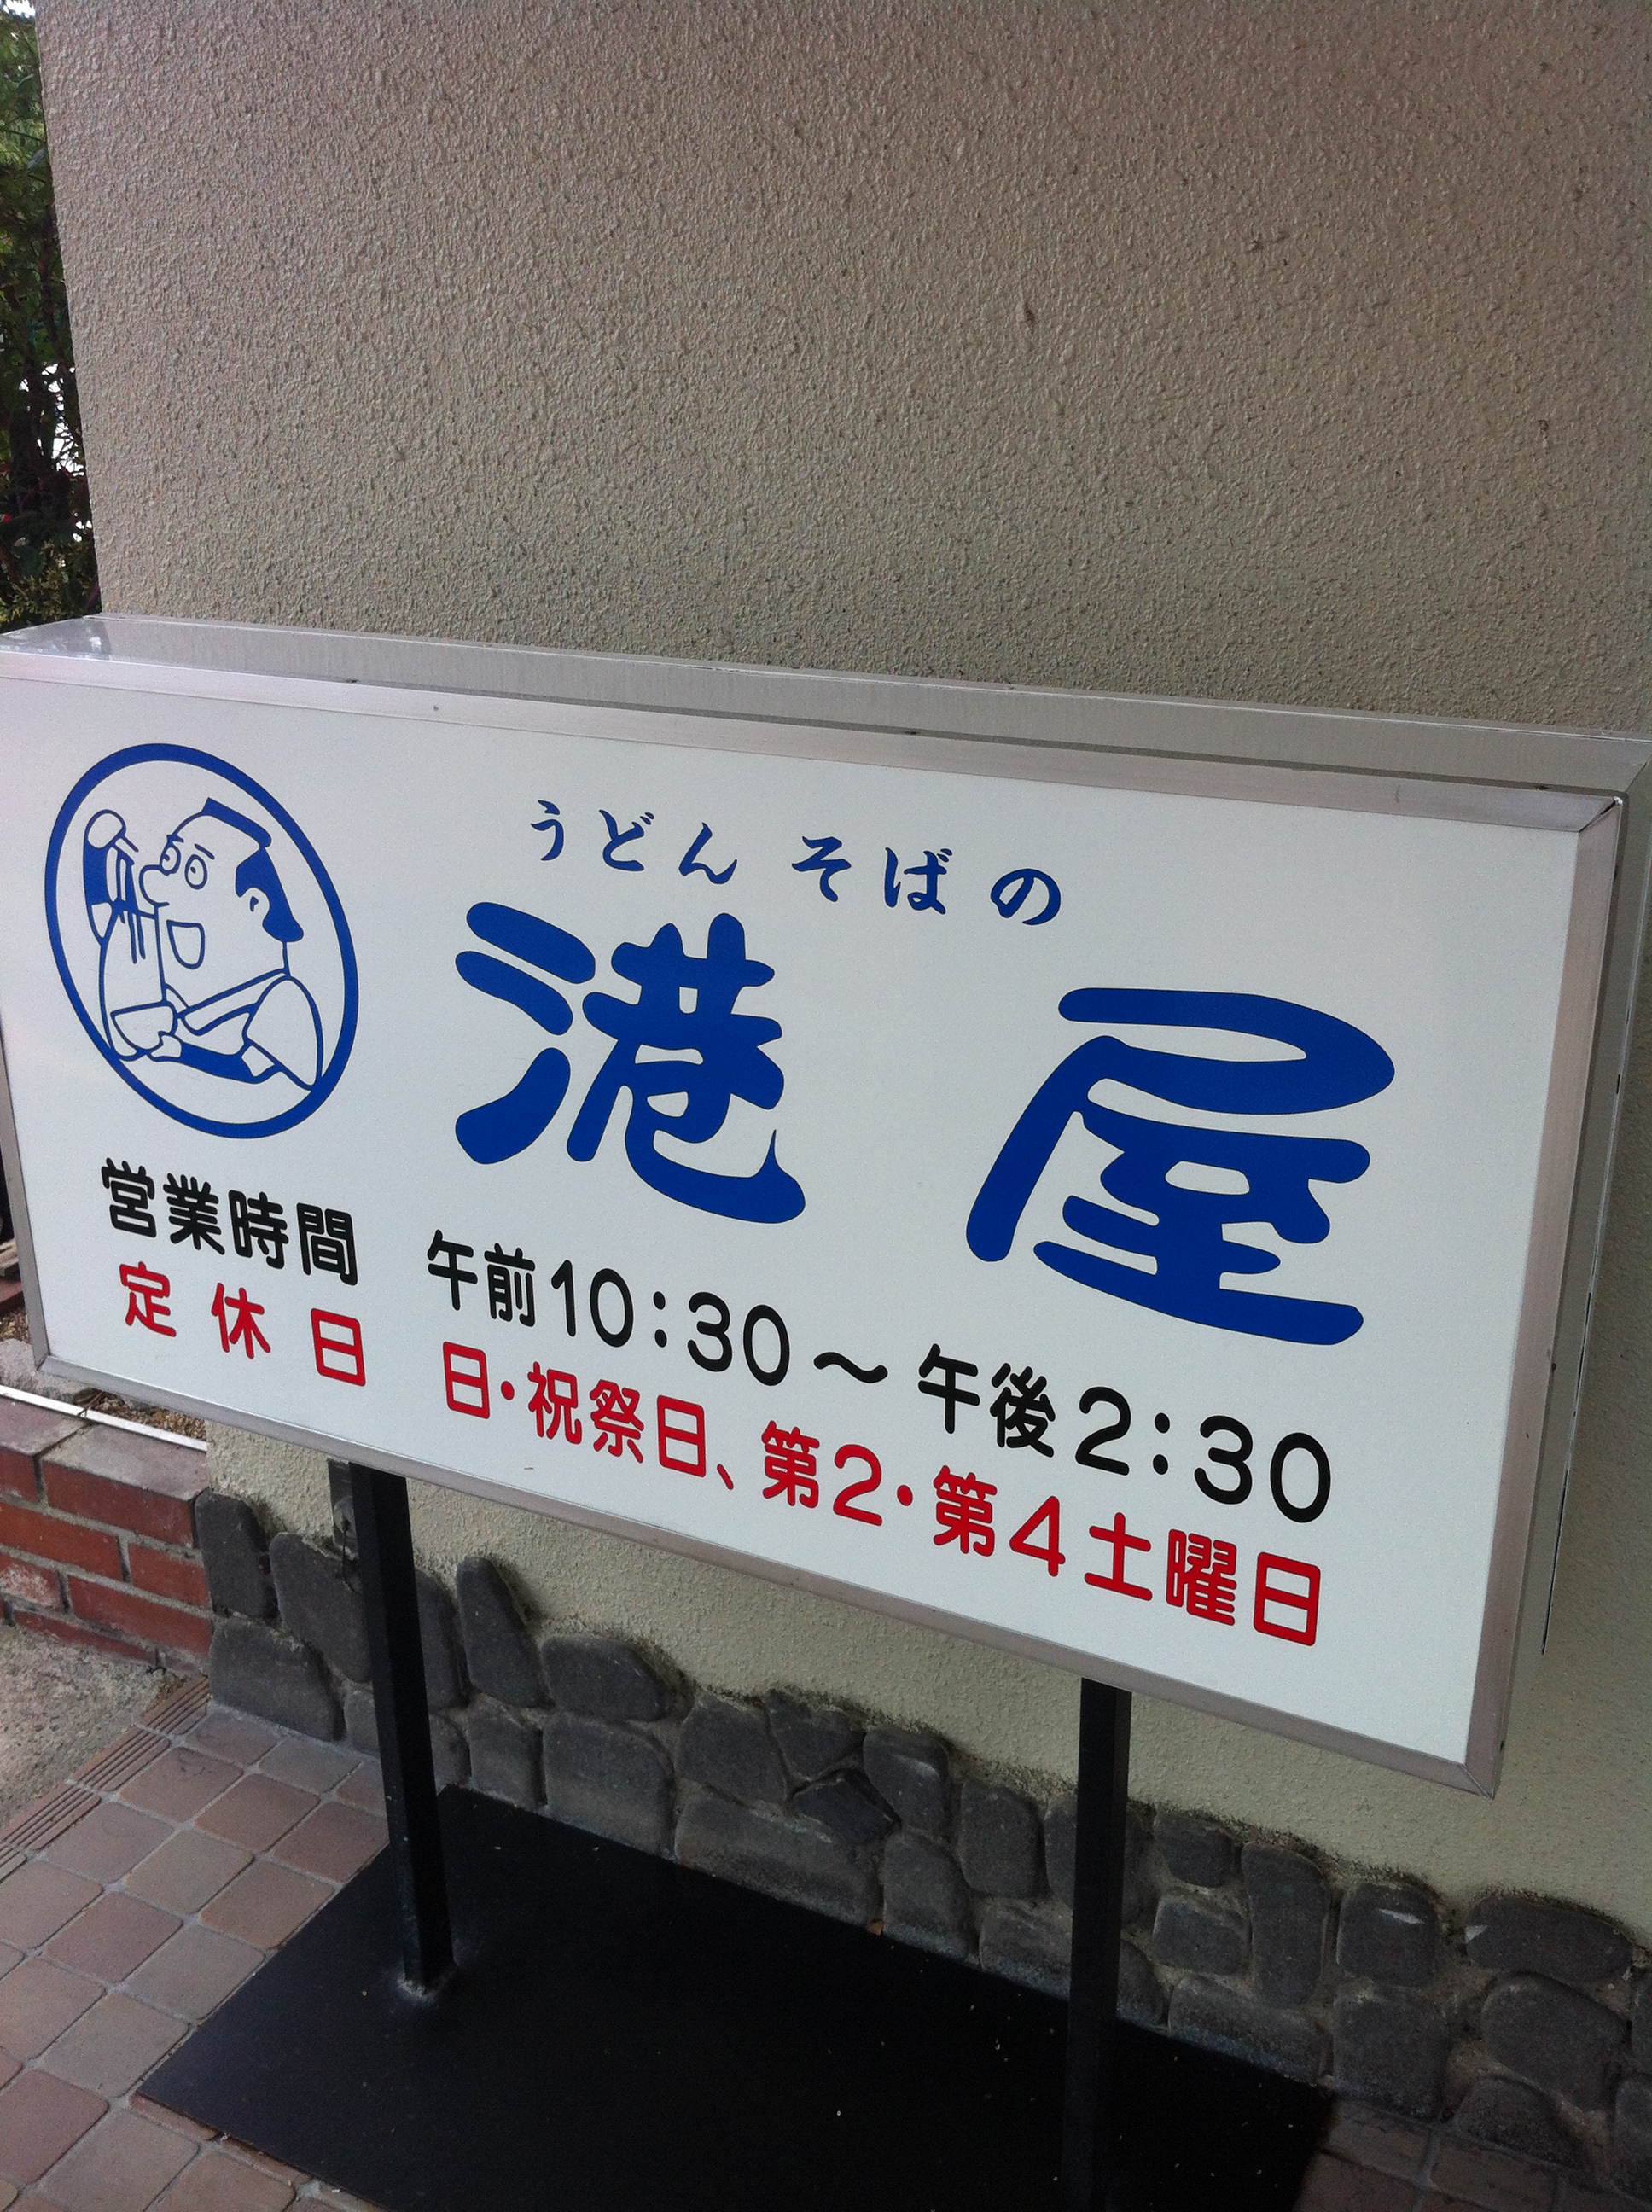 うどん そばの
港屋
営業時間 午前10:30～午後2:30
定休日 日・祝祭日、第2・第4土曜日